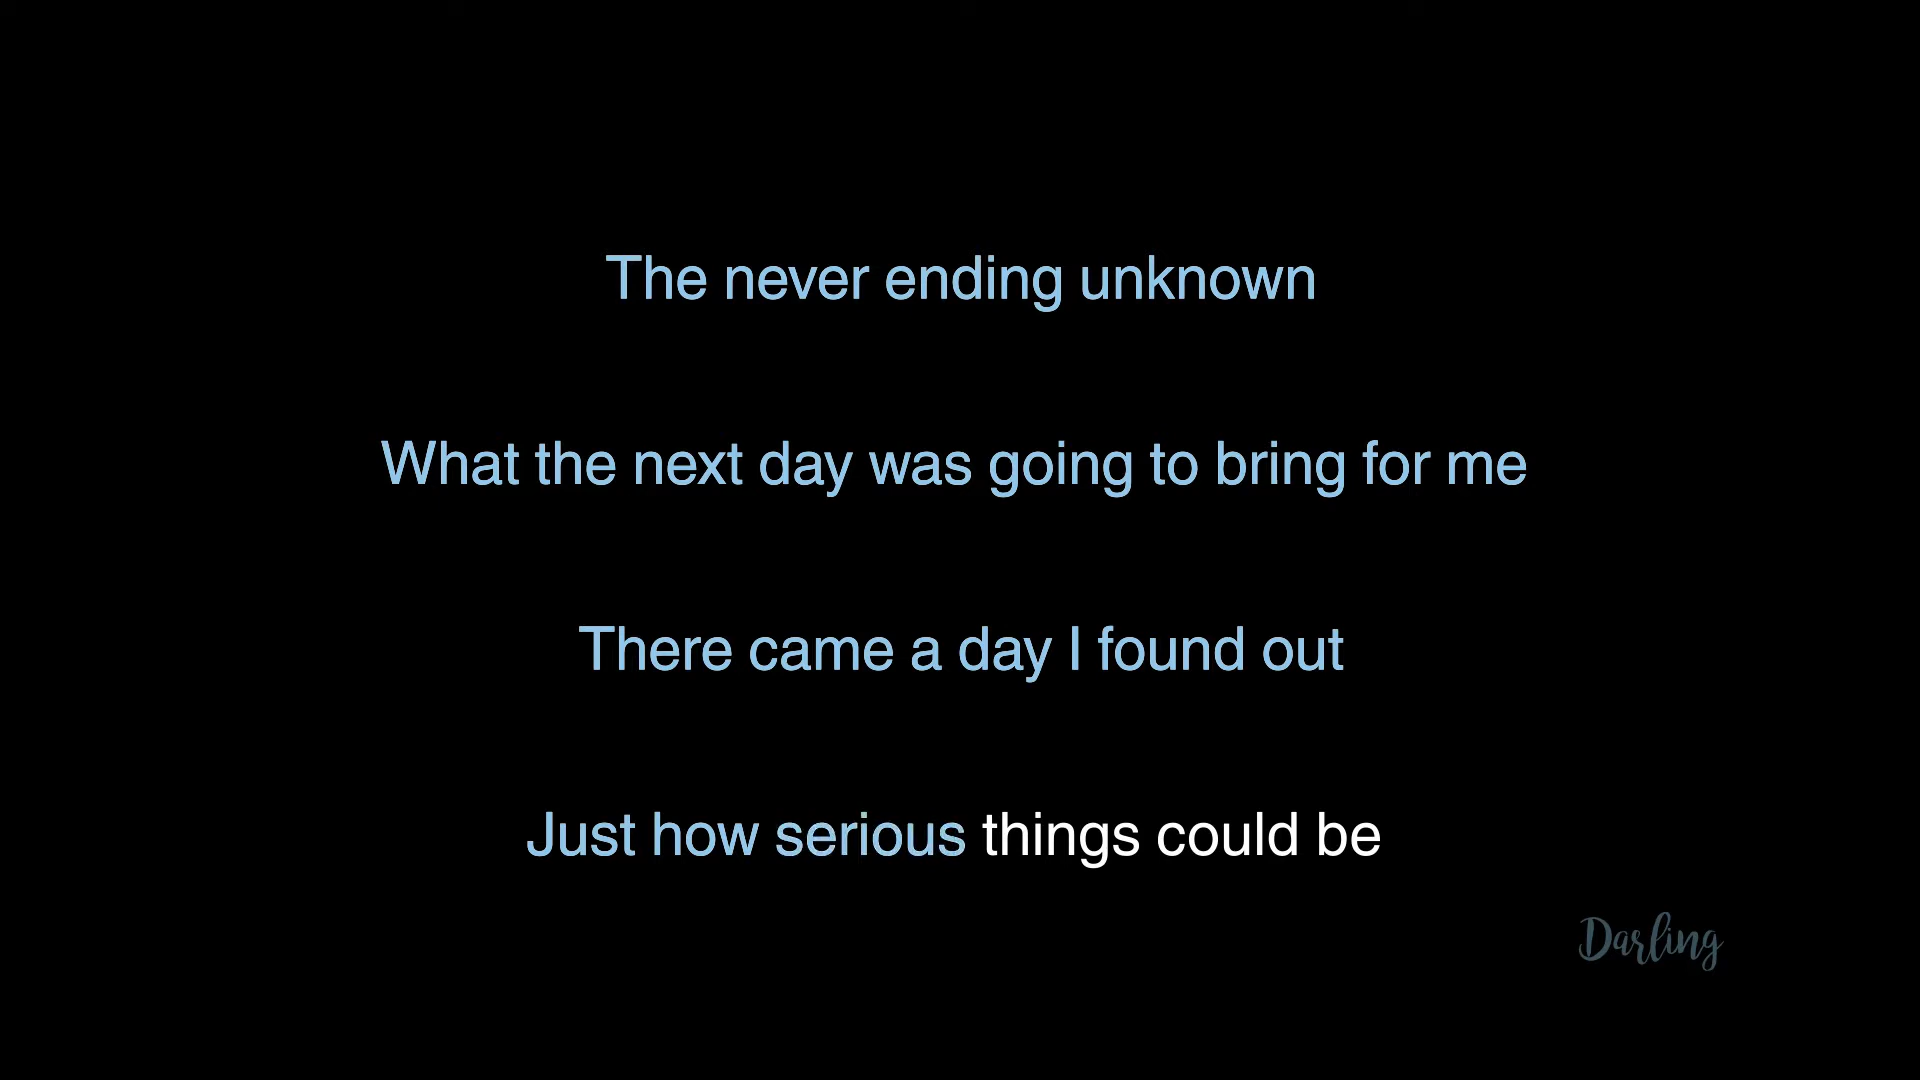 The never ending unknown
What the next day was going to bring for me
There came a day I found out
Just how serious things could be
Darling